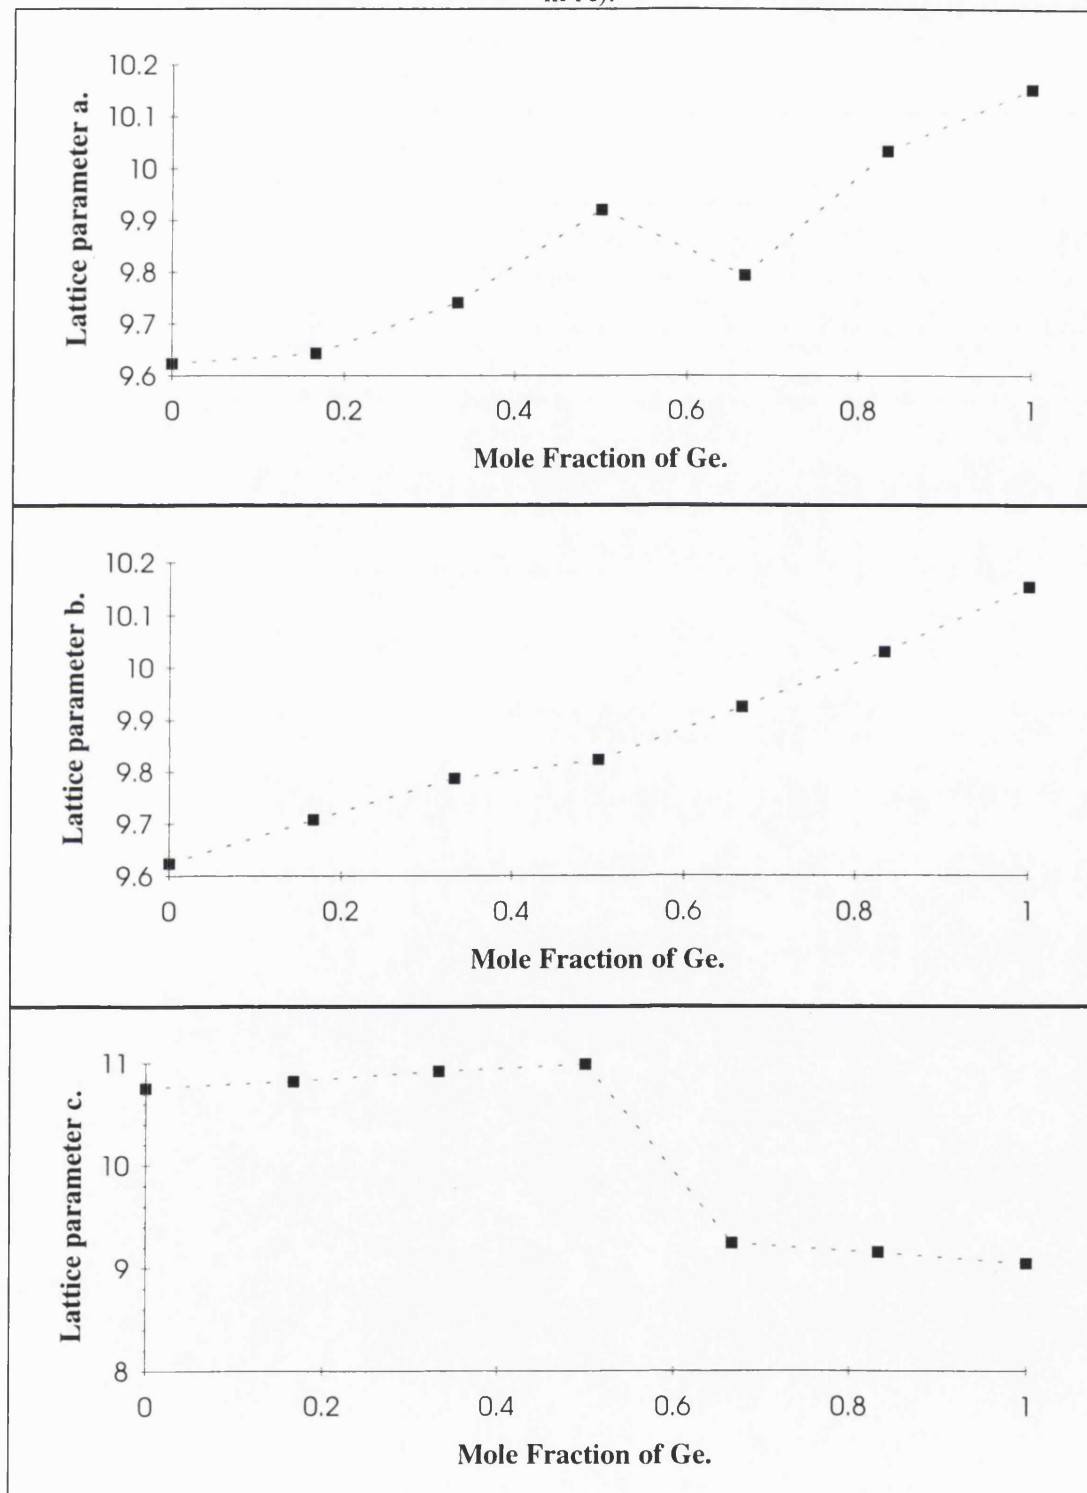 10.2
10.1
10
9.9
9.8
9.7
9.6
Lattice parameter a.
0 0.2 0.4 0.6 0.8 1
Mole Fraction of Ge.
10.2
10.1
10
9.9
9.8
9.7
9.6
Lattice parameter b.
0 0.2 0.4 0.6 0.8 1
Mole Fraction of Ge.
11
10
9
8
Lattice parameter c.
0 0.2 0.4 0.6 0.8 1
Mole Fraction of Ge.